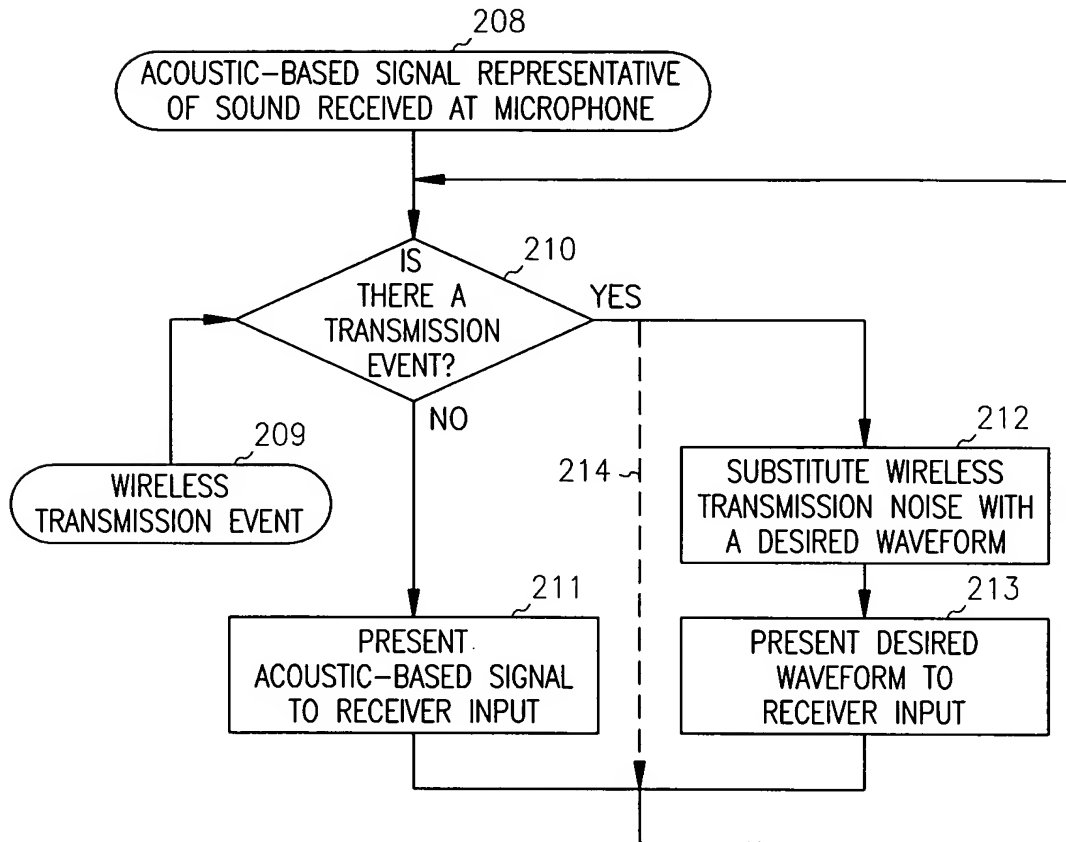 208
ACOUSTIC-BASED SIGNAL REPRESENTATIVE
OF SOUND RECEIVED AT MICROPHONE
210
IS
THERE A
TRANSMISSION
EVENT?
YES
NO
209
WIRELESS
TRANSMISSION EVENT
214
212
SUBSTITUTE WIRELESS
TRANSMISSION NOISE WITH
A DESIRED WAVEFORM
211
PRESENT
ACOUSTIC-BASED SIGNAL
TO RECEIVER INPUT
213
PRESENT DESIRED
WAVEFORM TO
RECEIVER INPUT